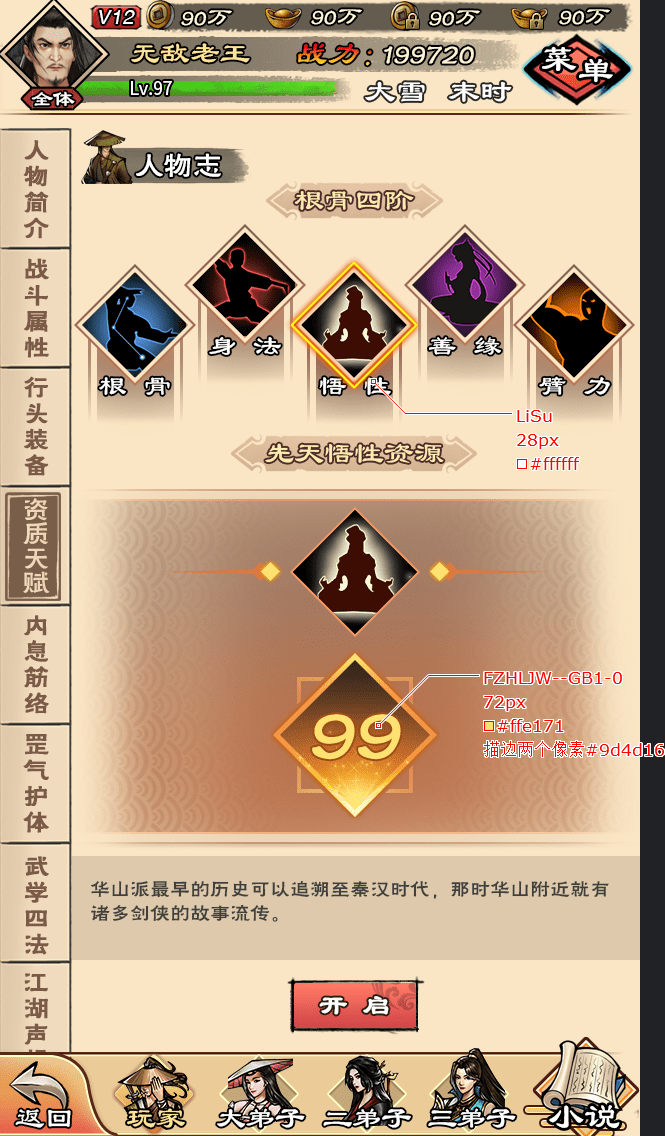 V12 90万 90万 90万 90万
无敌老王 战力：199720
菜单
全体 Lv.97 大雪 末时
人物简介
战斗属性
行头装备
资质天赋
内息筋络
罡气护体
武学四法
江湖声
人物志
根骨四阶
根骨 身法 悟性 善缘 臂力
LiSu
28px
#ffffff
先天悟性资源
FZHLJW--GB1-0
72px
#ffe171
描边两个像素#9d4d16
99
华山派最早的历史可以追溯至秦汉时代，那时华山附近就有
诸多剑侠的故事流传。
开启
返回 玩家 大弟子 二弟子 三弟子 小说